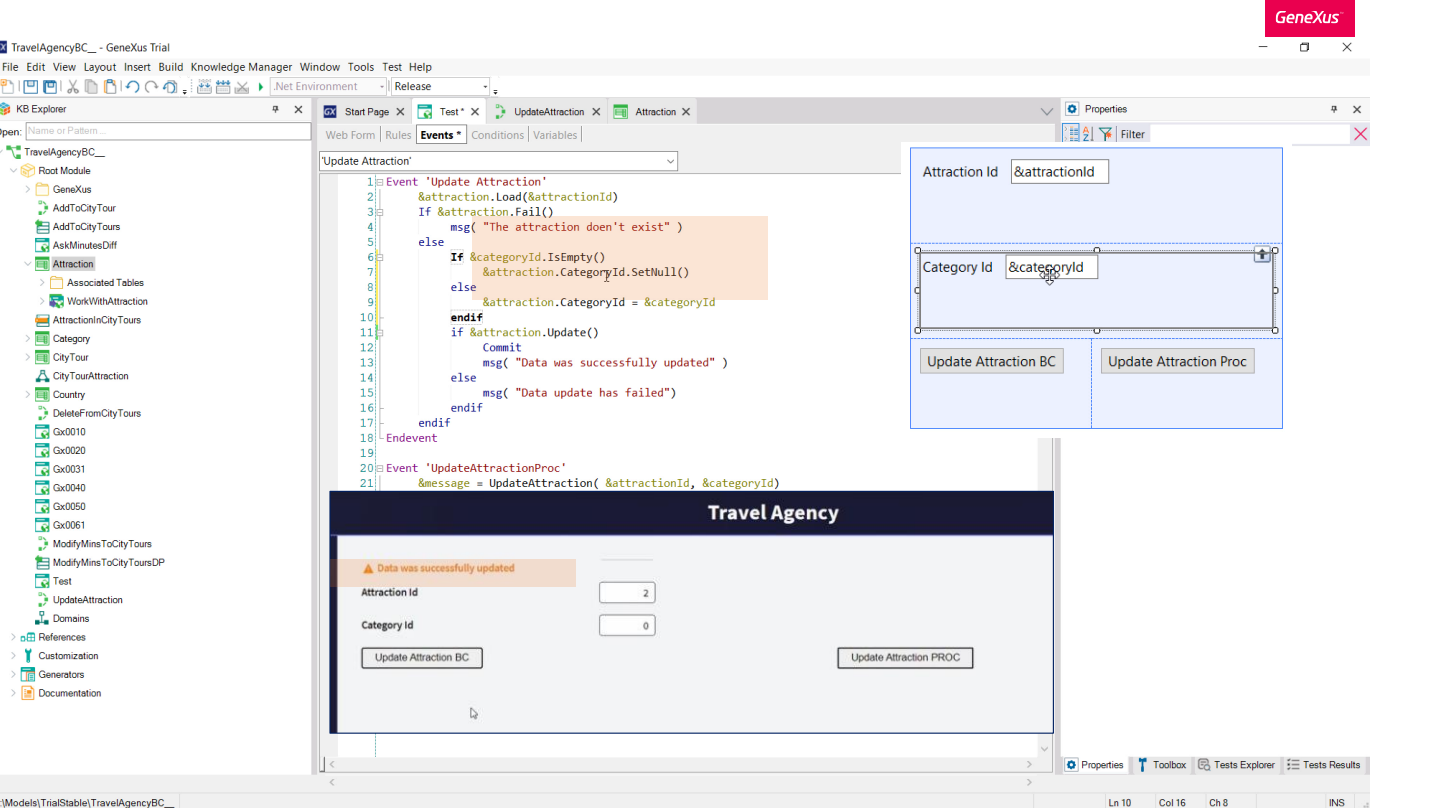 GeneXus
TravelAgencyBC__ - GeneXus Trial
File Edit View Layout Insert Build Knowledge Manager Window Tools Test Help
.Net Environment Release
KB Explorer
Open: Name or Pattern...
TravelAgencyBC__
Root Module
GeneXus
AddToCityTour
AddToCityTours
AskMinutesDiff
Attraction
Associated Tables
WorkWithAttraction
AttractionInCityTours
Category
CityTour
CityTourAttraction
Country
DeleteFromCityTours
Gx0010
Gx0020
Gx0031
Gx0040
Gx0050
Gx0061
ModifyMinsToCityTours
ModifyMinsToCityToursDP
Test
UpdateAttraction
Domains
References
Customization
Generators
Documentation
Start Page Test* UpdateAttraction Attraction
Web Form Rules Events * Conditions Variables
'Update Attraction'
1 Event 'Update Attraction'
2 &attraction.Load(&attractionId)
3 If &attraction.Fail()
4 msg( "The attraction doen't exist" )
5 else
6 If &categoryId.IsEmpty()
7 &attraction.CategoryId.SetNull()
8 else
9 &attraction.CategoryId = &categoryId
10 endif
11 if &attraction.Update()
12 Commit
13 msg( "Data was successfully updated" )
14 else
15 msg( "Data update has failed")
16 endif
17 endif
18 Endevent
19
20 Event 'UpdateAttractionProc'
21 &message = UpdateAttraction( &attractionId, &categoryId)
Properties
Filter
Attraction Id &attractionId
Category Id &categoryId
Update Attraction BC Update Attraction Proc
Travel Agency
Data was successfully updated
Attraction Id 2
Category Id 0
Update Attraction BC Update Attraction PROC
Properties Toolbox Tests Explorer Tests Results
:\Models\TrialStable\TravelAgencyBC__ Ln 10 Col 16 Ch 8 INS